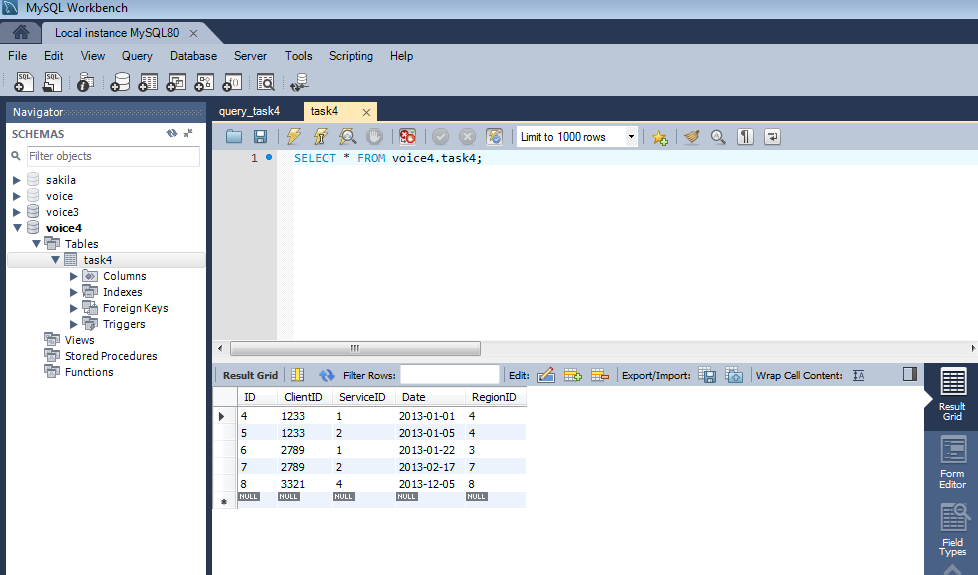 MySQL Workbench
Local instance MySQL80
File Edit View Query Database Server Tools Scripting Help
Navigator
SCHEMAS
Filter objects
sakila
voice
voice3
voice4
Tables
task4
Columns
Indexes
Foreign Keys
Triggers
Views
Stored Procedures
Functions
query_task4 task4
Limit to 1000 rows
1 SELECT * FROM voice4.task4;
Result Grid Filter Rows: Edit: Export/Import: Wrap Cell Content:
ID ClientID ServiceID Date RegionID
4 1233 1 2013-01-01 4
5 1233 2 2013-01-05 4
6 2789 1 2013-01-22 3
7 2789 2 2013-02-17 7
8 3321 4 2013-12-05 8
NULL NULL NULL NULL NULL
Result
Grid
Form
Editor
Field
Types